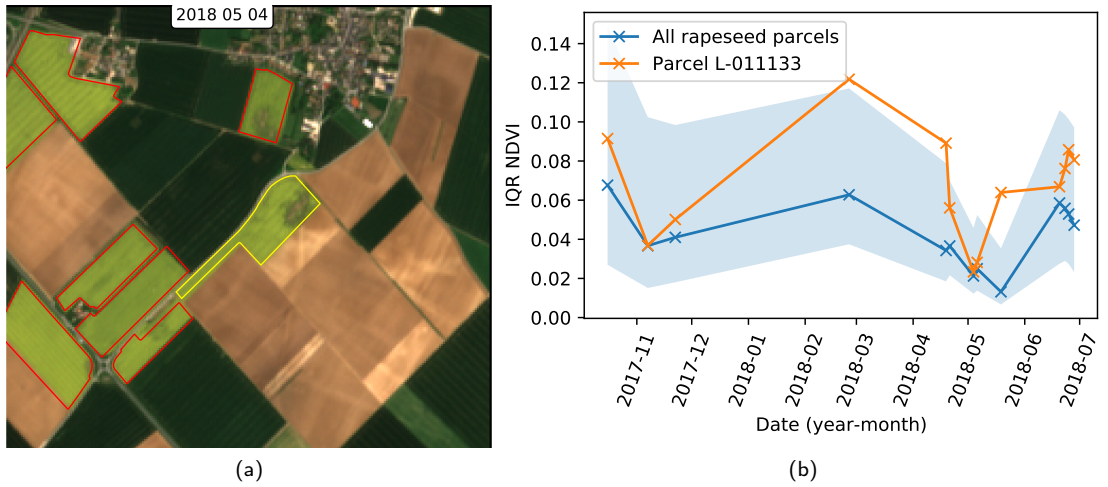 2018 05 04
(a)
All rapeseed parcels
Parcel L-011133
IQR NDVI
0.14
0.12
0.10
0.08
0.06
0.04
0.02
0.00
2017-11
2017-12
2018-01
2018-02
2018-03
2018-04
2018-05
2018-06
2018-07
Date (year-month)
(b)